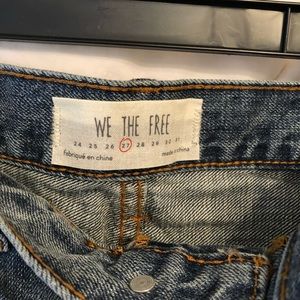 WE THE FREE
24 25 26 27 28 29 30 31
fabriqué en chine made in china